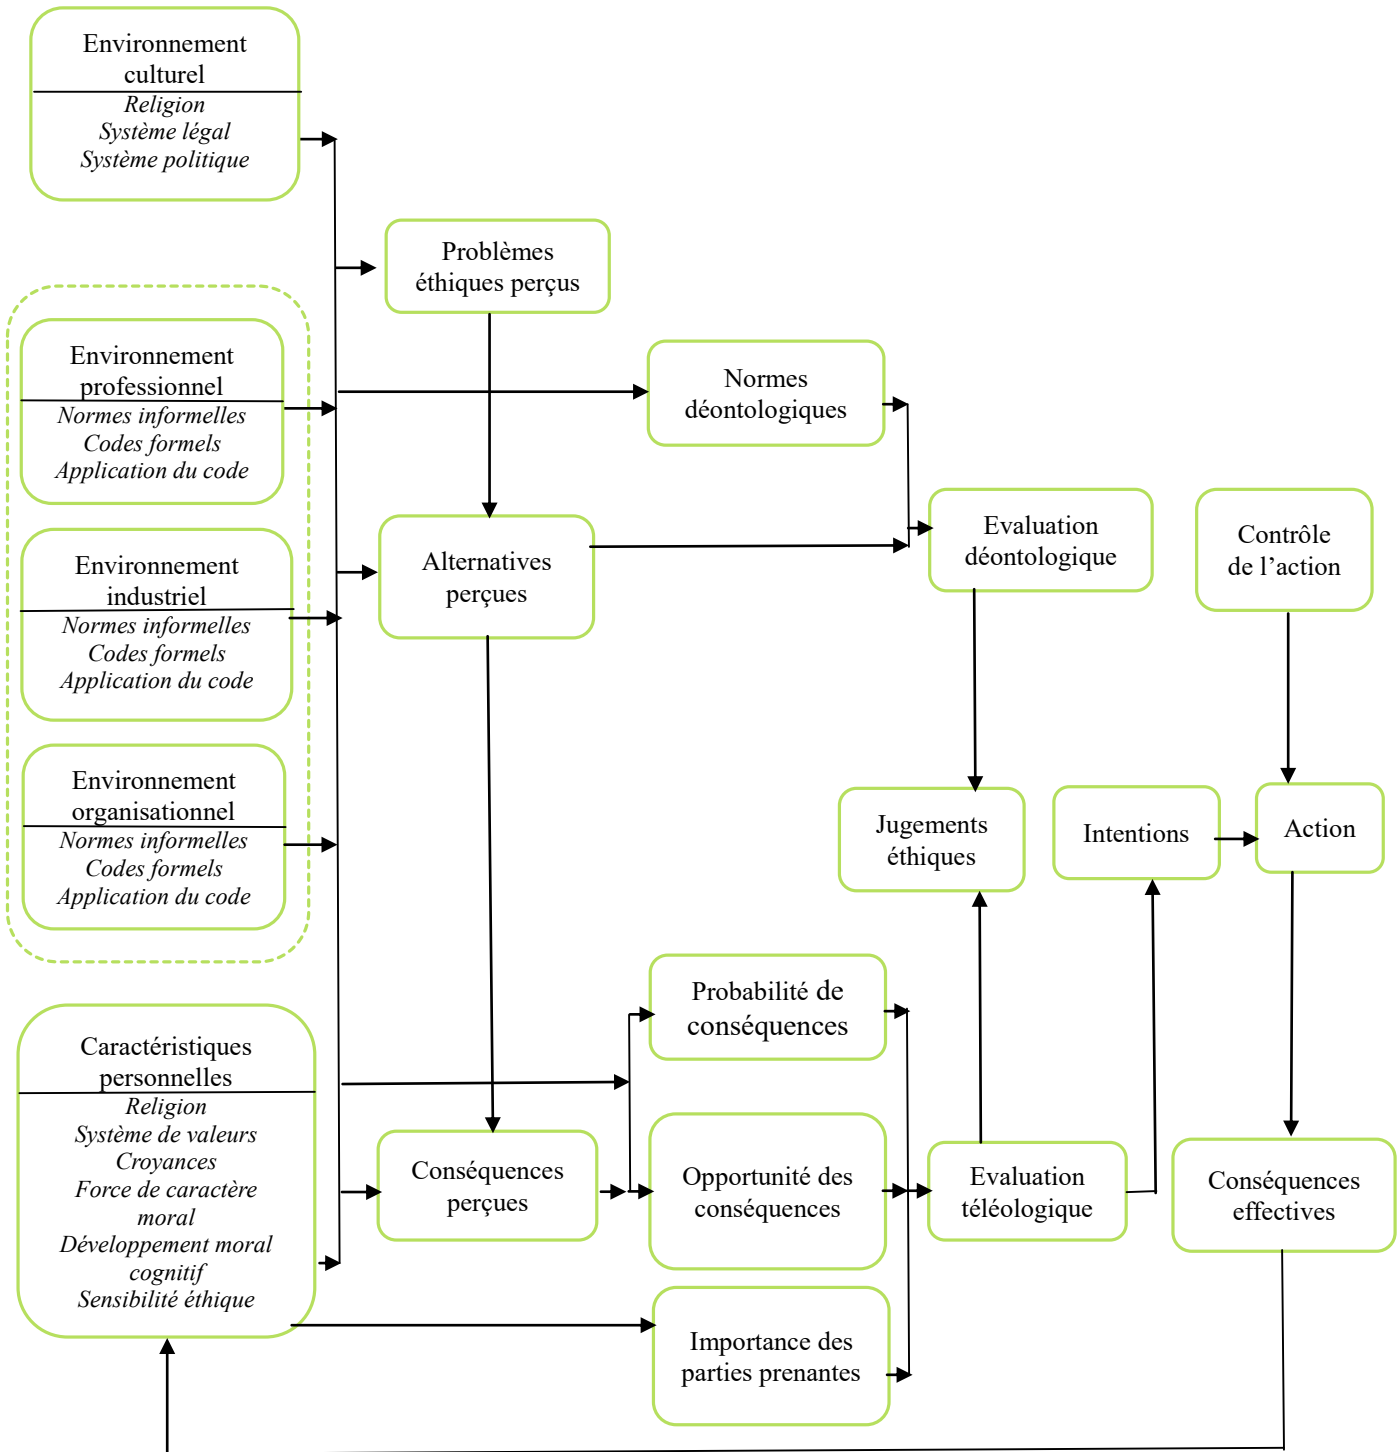 Environnement
culturel
Religion
Système légal
Système politique
Problèmes
éthiques perçus
Environnement
professionnel
Normes informelles
Codes formels
Application du code
Normes
déontologiques
Environnement
industriel
Normes informelles
Codes formels
Application du code
Alternatives
perçues
Evaluation
déontologique
Contrôle
de l’action
Environnement
organisationnel
Normes informelles
Codes formels
Application du code
Jugements
éthiques
Intentions
Action
Probabilité de
conséquences
Caractéristiques
personnelles
Religion
Système de valeurs
Croyances
Force de caractère
moral
Développement moral
cognitif
Sensibilité éthique
Conséquences
perçues
Opportunité des
conséquences
Evaluation
téléologique
Conséquences
effectives
Importance des
parties prenantes